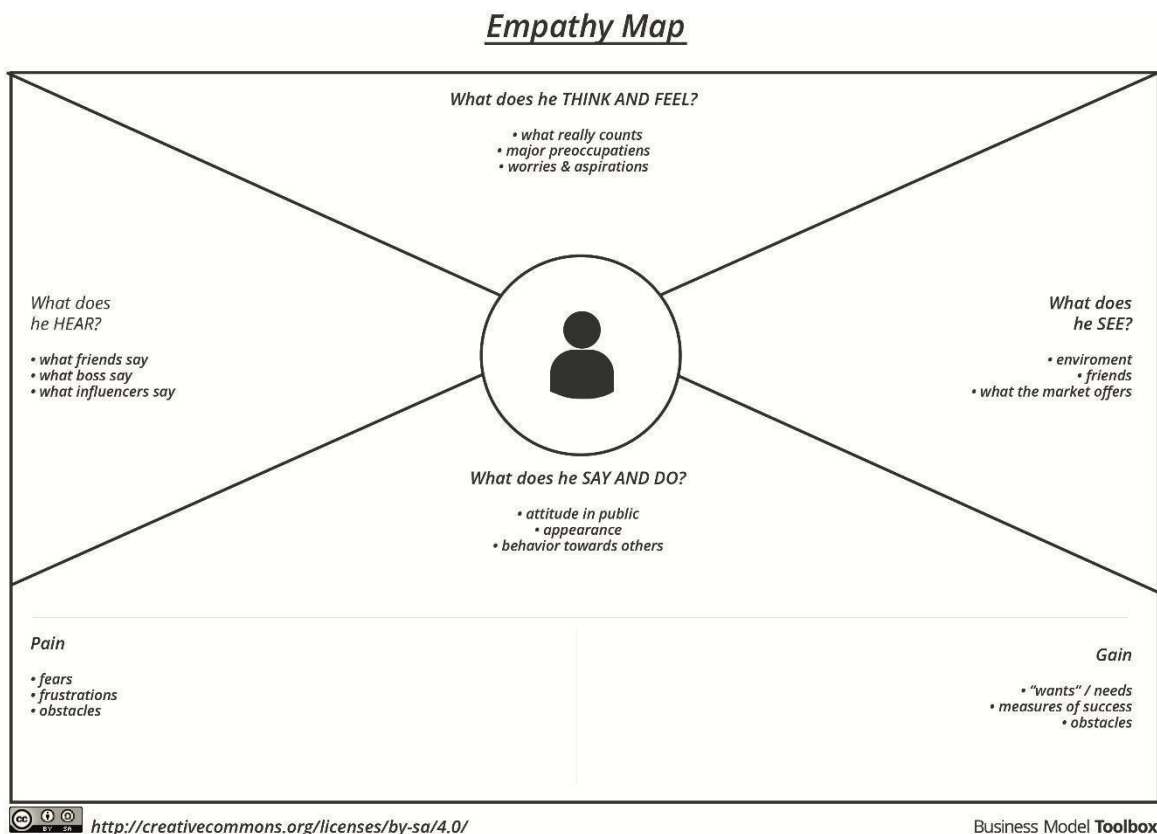 Empathy Map
What does he THINK AND FEEL?
• what really counts
• major preoccupatiens
• worries & aspirations
What does
he HEAR?
• what friends say
• what boss say
• what influencers say
What does
he SEE?
• enviroment
• friends
• what the market offers
What does he SAY AND DO?
• attitude in public
• appearance
• behavior towards others
Pain
• fears
• frustrations
• obstacles
Gain
• “wants“ / needs
• measures of success
• obstacles
cc BY SA http://creativecommons.org/licenses/by-sa/4.0/
Business Model Toolbox